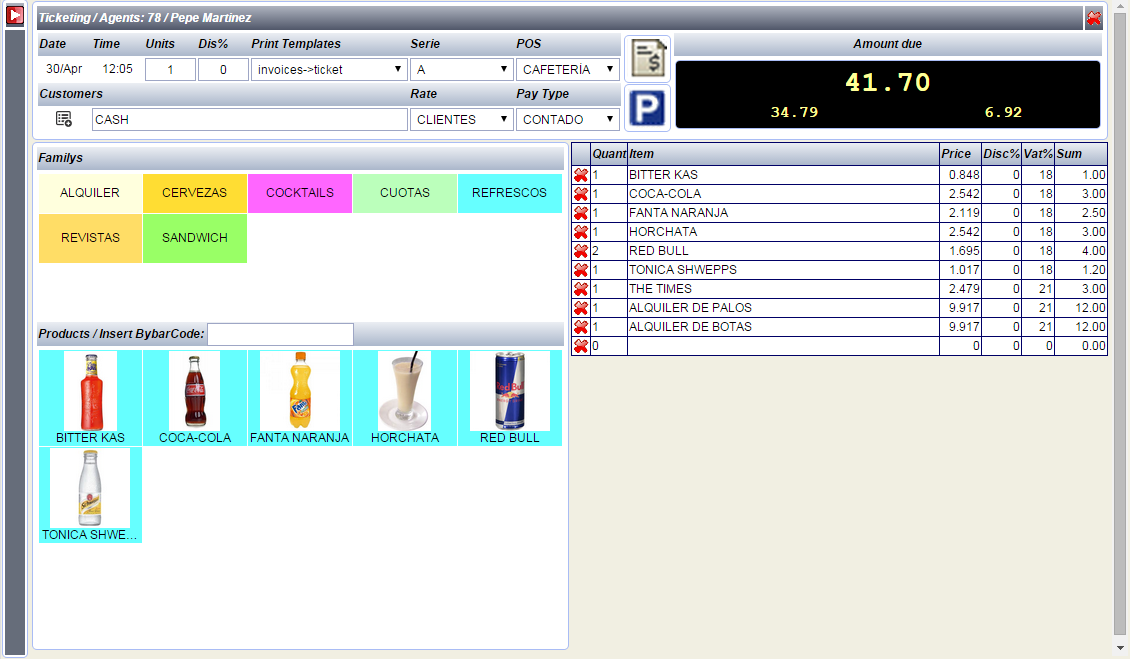 Ticketing / Agents: 78 / Pepe Martinez
Date Time Units Dis% Print Templates Serie POS
30/Apr 12:05 1 0 invoices->ticket A CAFETERÍA
Customers Rate Pay Type
CASH CLIENTES CONTADO
P
Amount due
41.70
34.79 6.92
Familys
ALQUILER CERVEZAS COCKTAILS CUOTAS REFRESCOS
REVISTAS SANDWICH
Products / Insert BybarCode:
BITTER KAS COCA-COLA FANTA NARANJA HORCHATA RED BULL
TONICA SHWE...
Quant Item Price Disc% Vat% Sum
1 BITTER KAS 0.848 0 18 1.00
1 COCA-COLA 2.542 0 18 3.00
1 FANTA NARANJA 2.119 0 18 2.50
1 HORCHATA 2.542 0 18 3.00
2 RED BULL 1.695 0 18 4.00
1 TONICA SHWEPPS 1.017 0 18 1.20
1 THE TIMES 2.479 0 21 3.00
1 ALQUILER DE PALOS 9.917 0 21 12.00
1 ALQUILER DE BOTAS 9.917 0 21 12.00
0 0 0 0 0.00